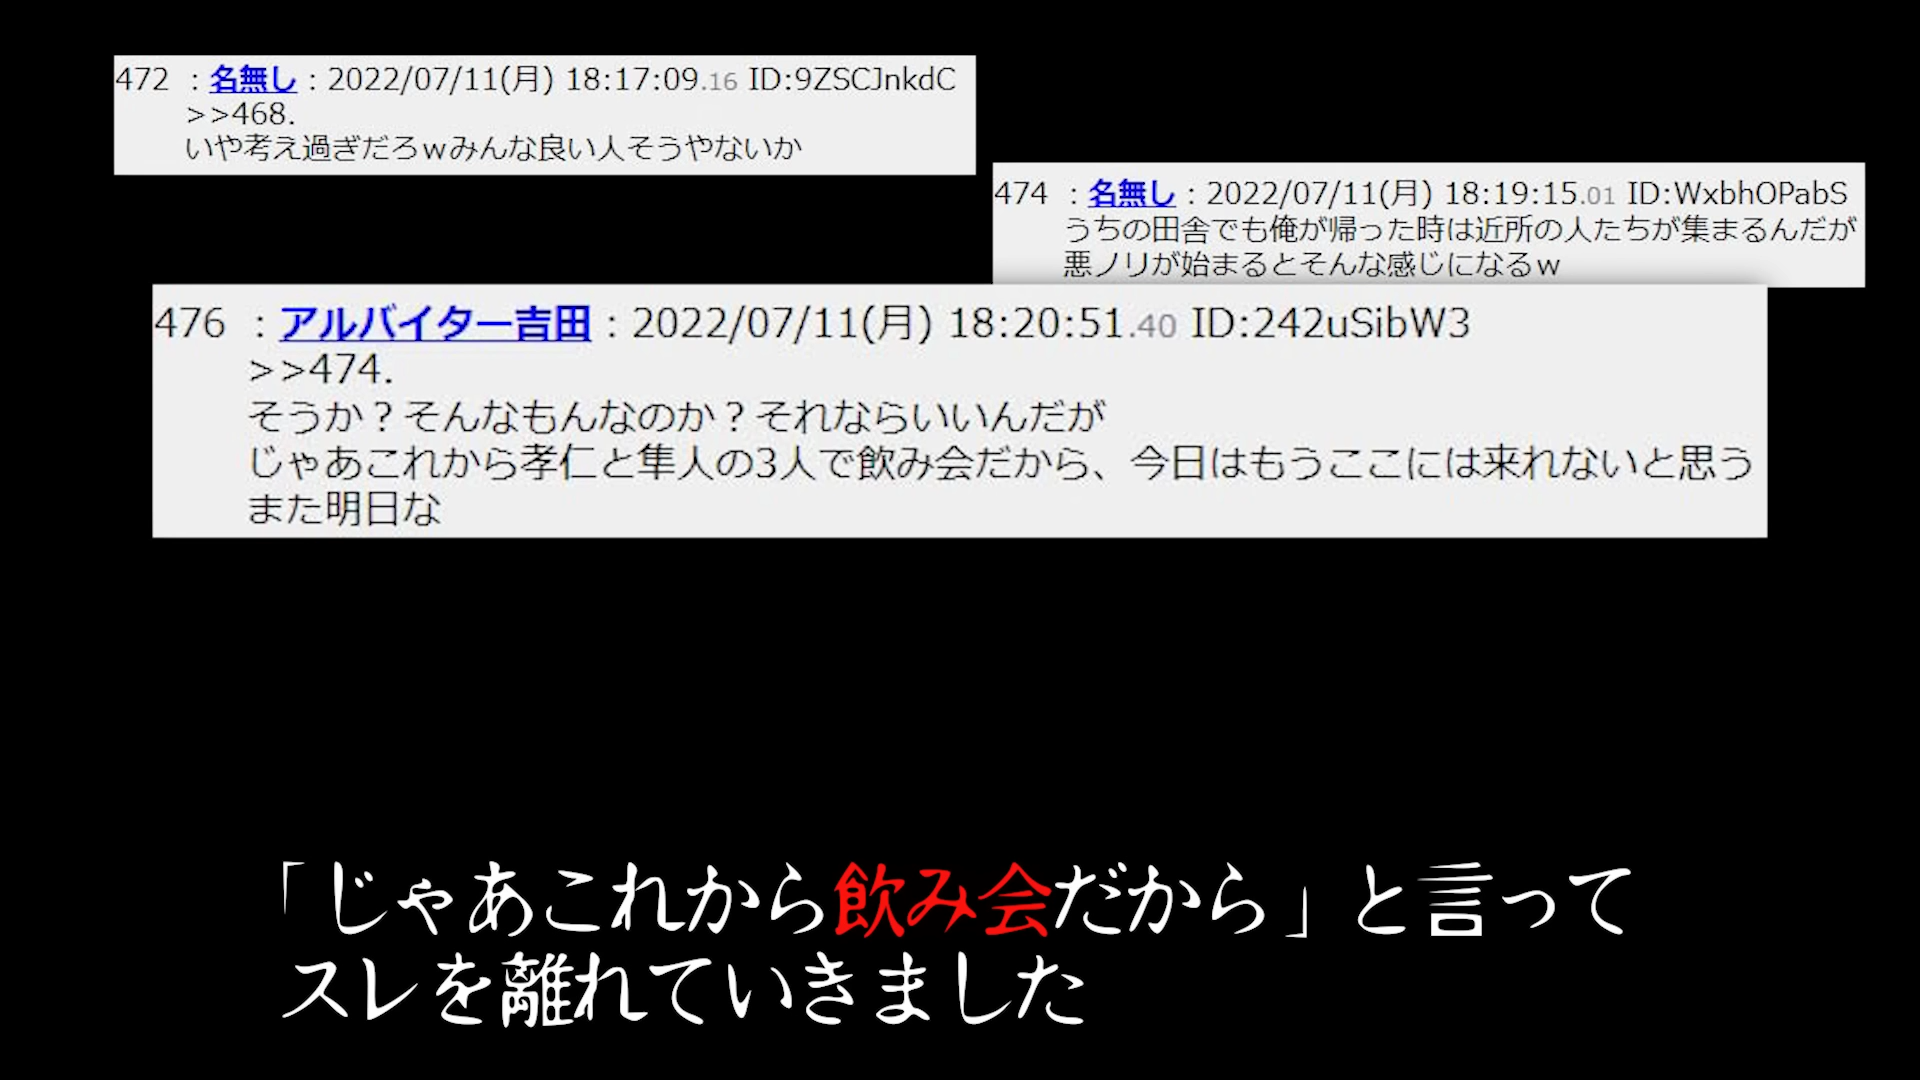 472 ：名無し：2022/07/11(月) 18:17:09.16 ID:9ZSCJnkdC
>>468.
いや考え過ぎだろｗみんな良い人そうやないか
474 ：名無し：2022/07/11(月) 18:19:15.01 ID:WxbhOPabS
うちの田舎でも俺が帰った時は近所の人たちが集まるんだが
悪ノリが始まるとそんな感じになるｗ
476 ：アルバイター吉田：2022/07/11(月) 18:20:51.40 ID:242uSibW3
>>474.
そうか？そんなもんなのか？それならいいんだが
じゃあこれから孝仁と隼人の3人で飲み会だから、今日はもうここには来れないと思う
また明日な
「じゃあこれから飲み会だから」と言って
スレを離れていきました